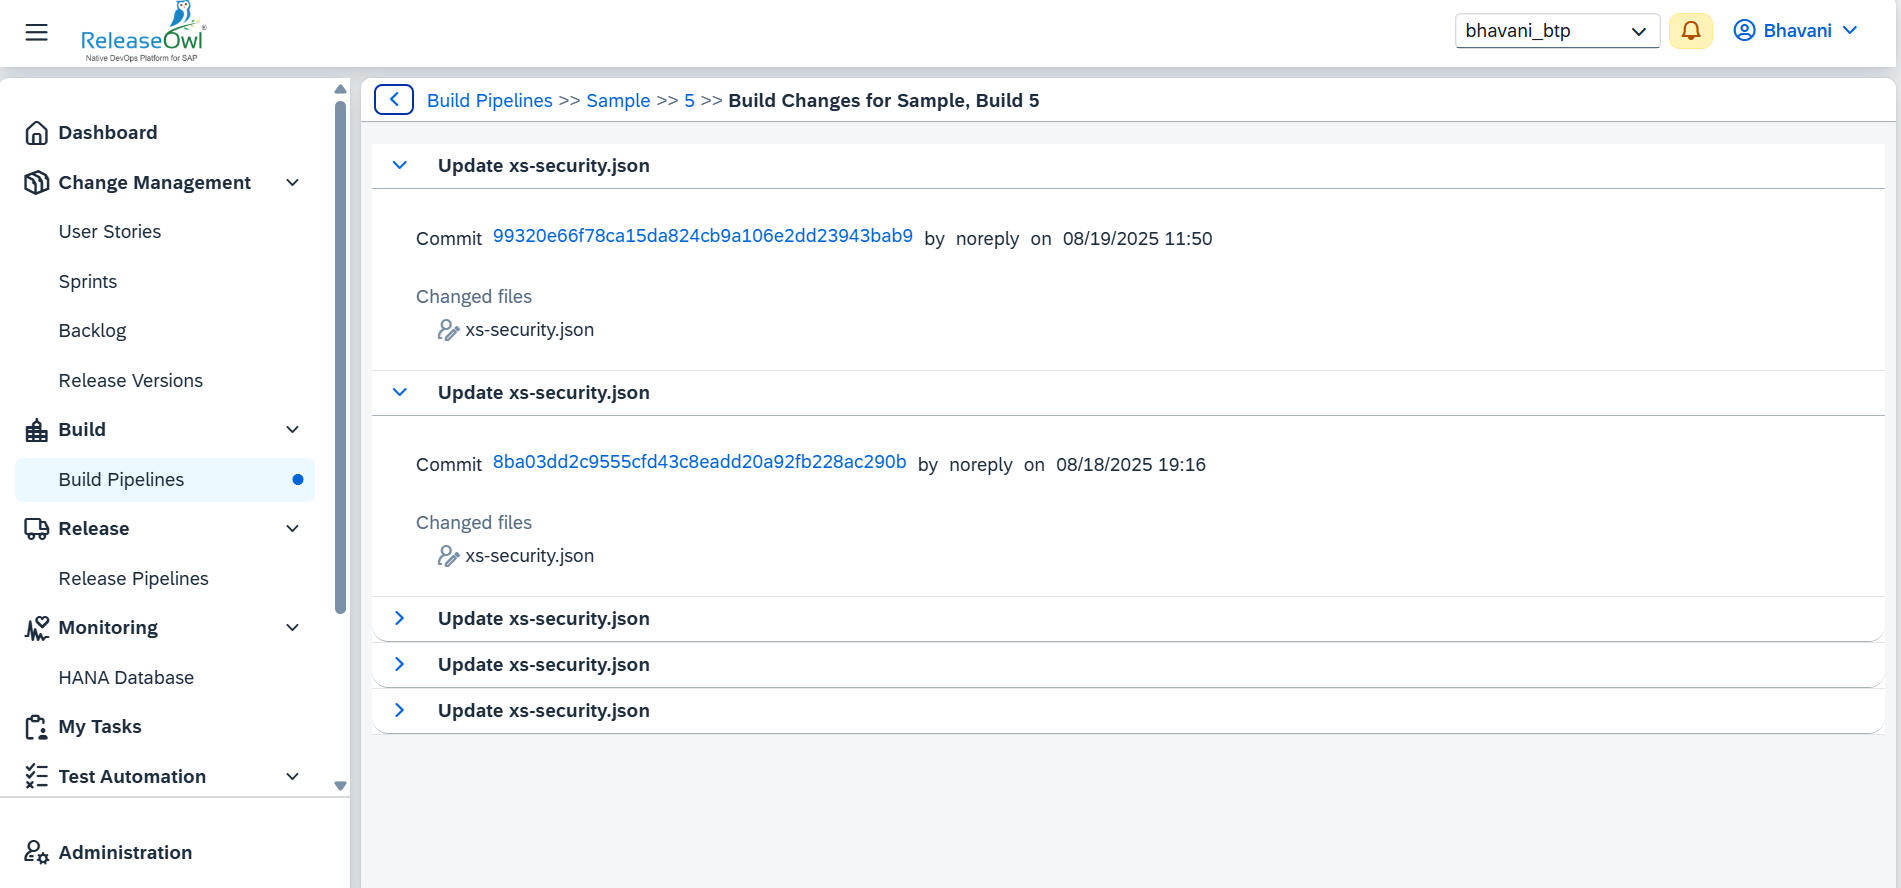 ReleaseOwl®
Native DevOps Platform for SAP
bhavani_btp
Bhavani
Dashboard
Change Management
User Stories
Sprints
Backlog
Release Versions
Build
Build Pipelines
Release
Release Pipelines
Monitoring
HANA Database
My Tasks
Test Automation
Administration
Build Pipelines >> Sample >> 5 >> Build Changes for Sample, Build 5
Update xs-security.json
Commit 99320e66f78ca15da824cb9a106e2dd23943bab9 by noreply on 08/19/2025 11:50
Changed files
xs-security.json
Update xs-security.json
Commit 8ba03dd2c9555cfd43c8eadd20a92fb228ac290b by noreply on 08/18/2025 19:16
Changed files
xs-security.json
Update xs-security.json
Update xs-security.json
Update xs-security.json